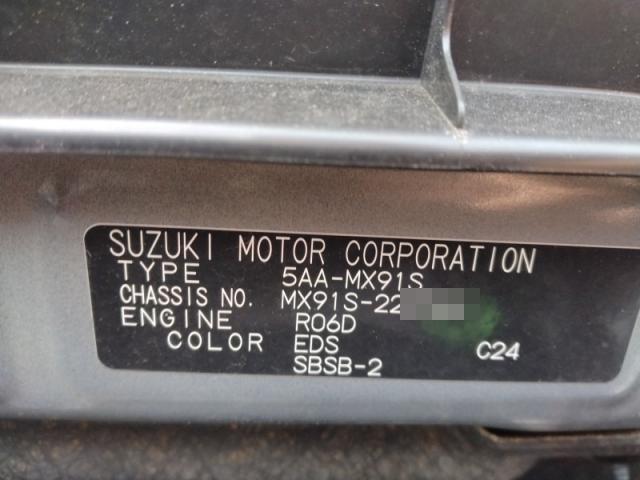 SUZUKI MOTOR CORPORATION
TYPE 5AA-MX91S
CHASSIS NO. MX91S-22
ENGINE R06D
COLOR EDS C24
SBSB-2